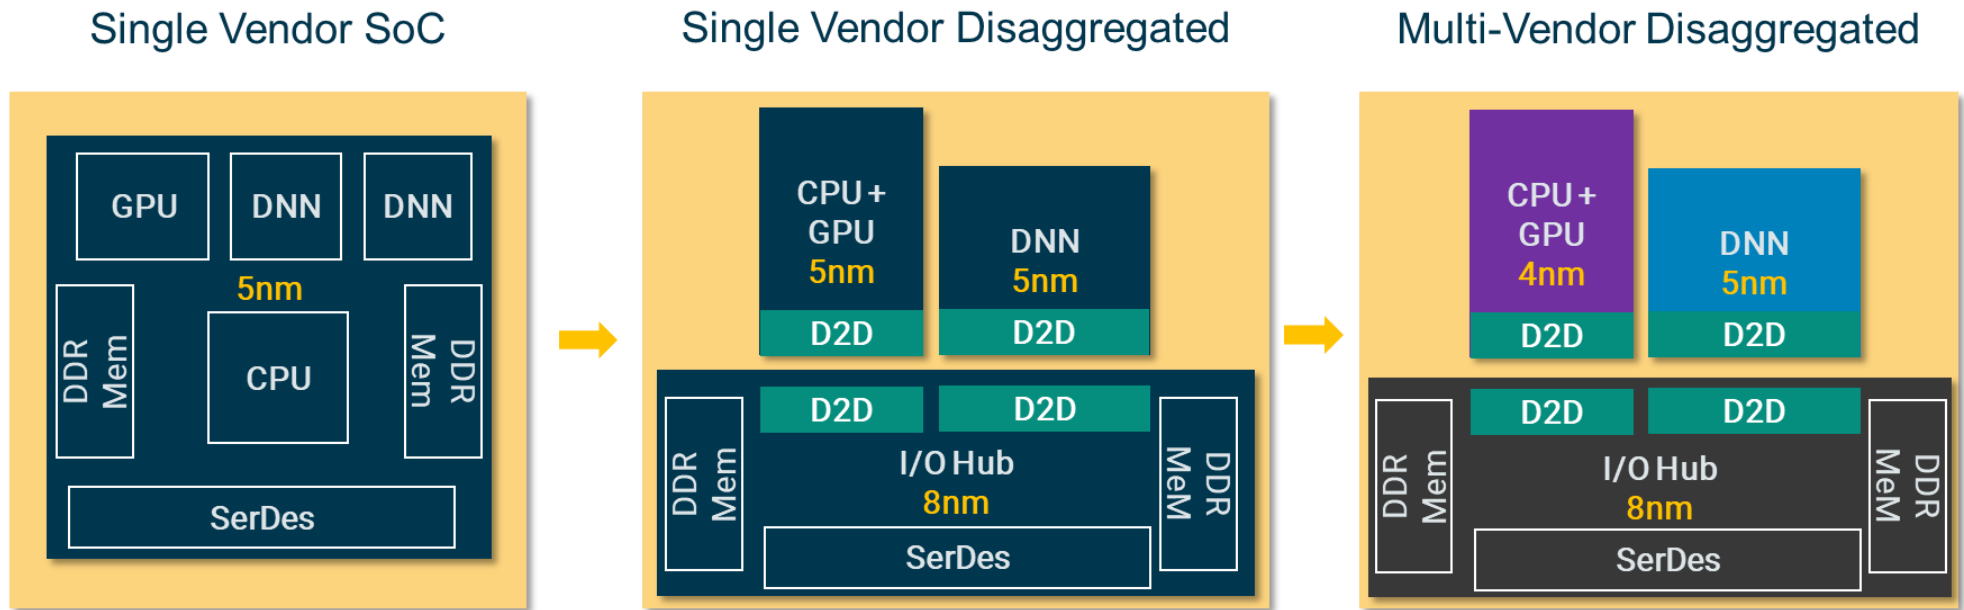 Single Vendor SoC
GPU
DNN
DNN
5nm
DDR
Mem
CPU
DDR
Mem
SerDes
Single Vendor Disaggregated
CPU +
GPU
5nm
D2D
DNN
5nm
D2D
D2D
D2D
DDR
Mem
I/O Hub
8nm
DDR
MeM
SerDes
Multi-Vendor Disaggregated
CPU +
GPU
4nm
D2D
DNN
5nm
D2D
D2D
D2D
DDR
Mem
I/O Hub
8nm
DDR
MeM
SerDes